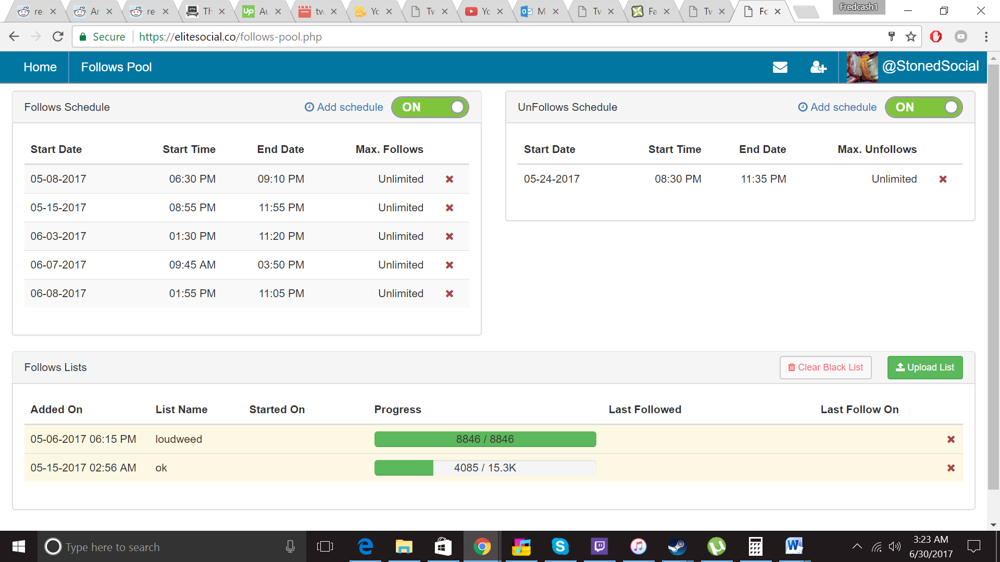 re Ar re Th Au tw Yc Tw Yc M Tw Fa Tw Fc Fredcash1
Secure https://elitesocial.co/follows-pool.php
Home Follows Pool @StonedSocial
Follows Schedule Add schedule ON
UnFollows Schedule Add schedule ON
Start Date Start Time End Date Max. Follows
05-08-2017 06:30 PM 09:10 PM Unlimited
05-15-2017 08:55 PM 11:55 PM Unlimited
06-03-2017 01:30 PM 11:20 PM Unlimited
06-07-2017 09:45 AM 03:50 PM Unlimited
06-08-2017 01:55 PM 11:05 PM Unlimited
Start Date Start Time End Date Max. Unfollows
05-24-2017 08:30 PM 11:35 PM Unlimited
Follows Lists Clear Black List Upload List
Added On List Name Started On Progress Last Followed Last Follow On
05-06-2017 06:15 PM loudweed 8846 / 8846
05-15-2017 02:56 AM ok 4085 / 15.3K
Type here to search
3:23 AM
6/30/2017